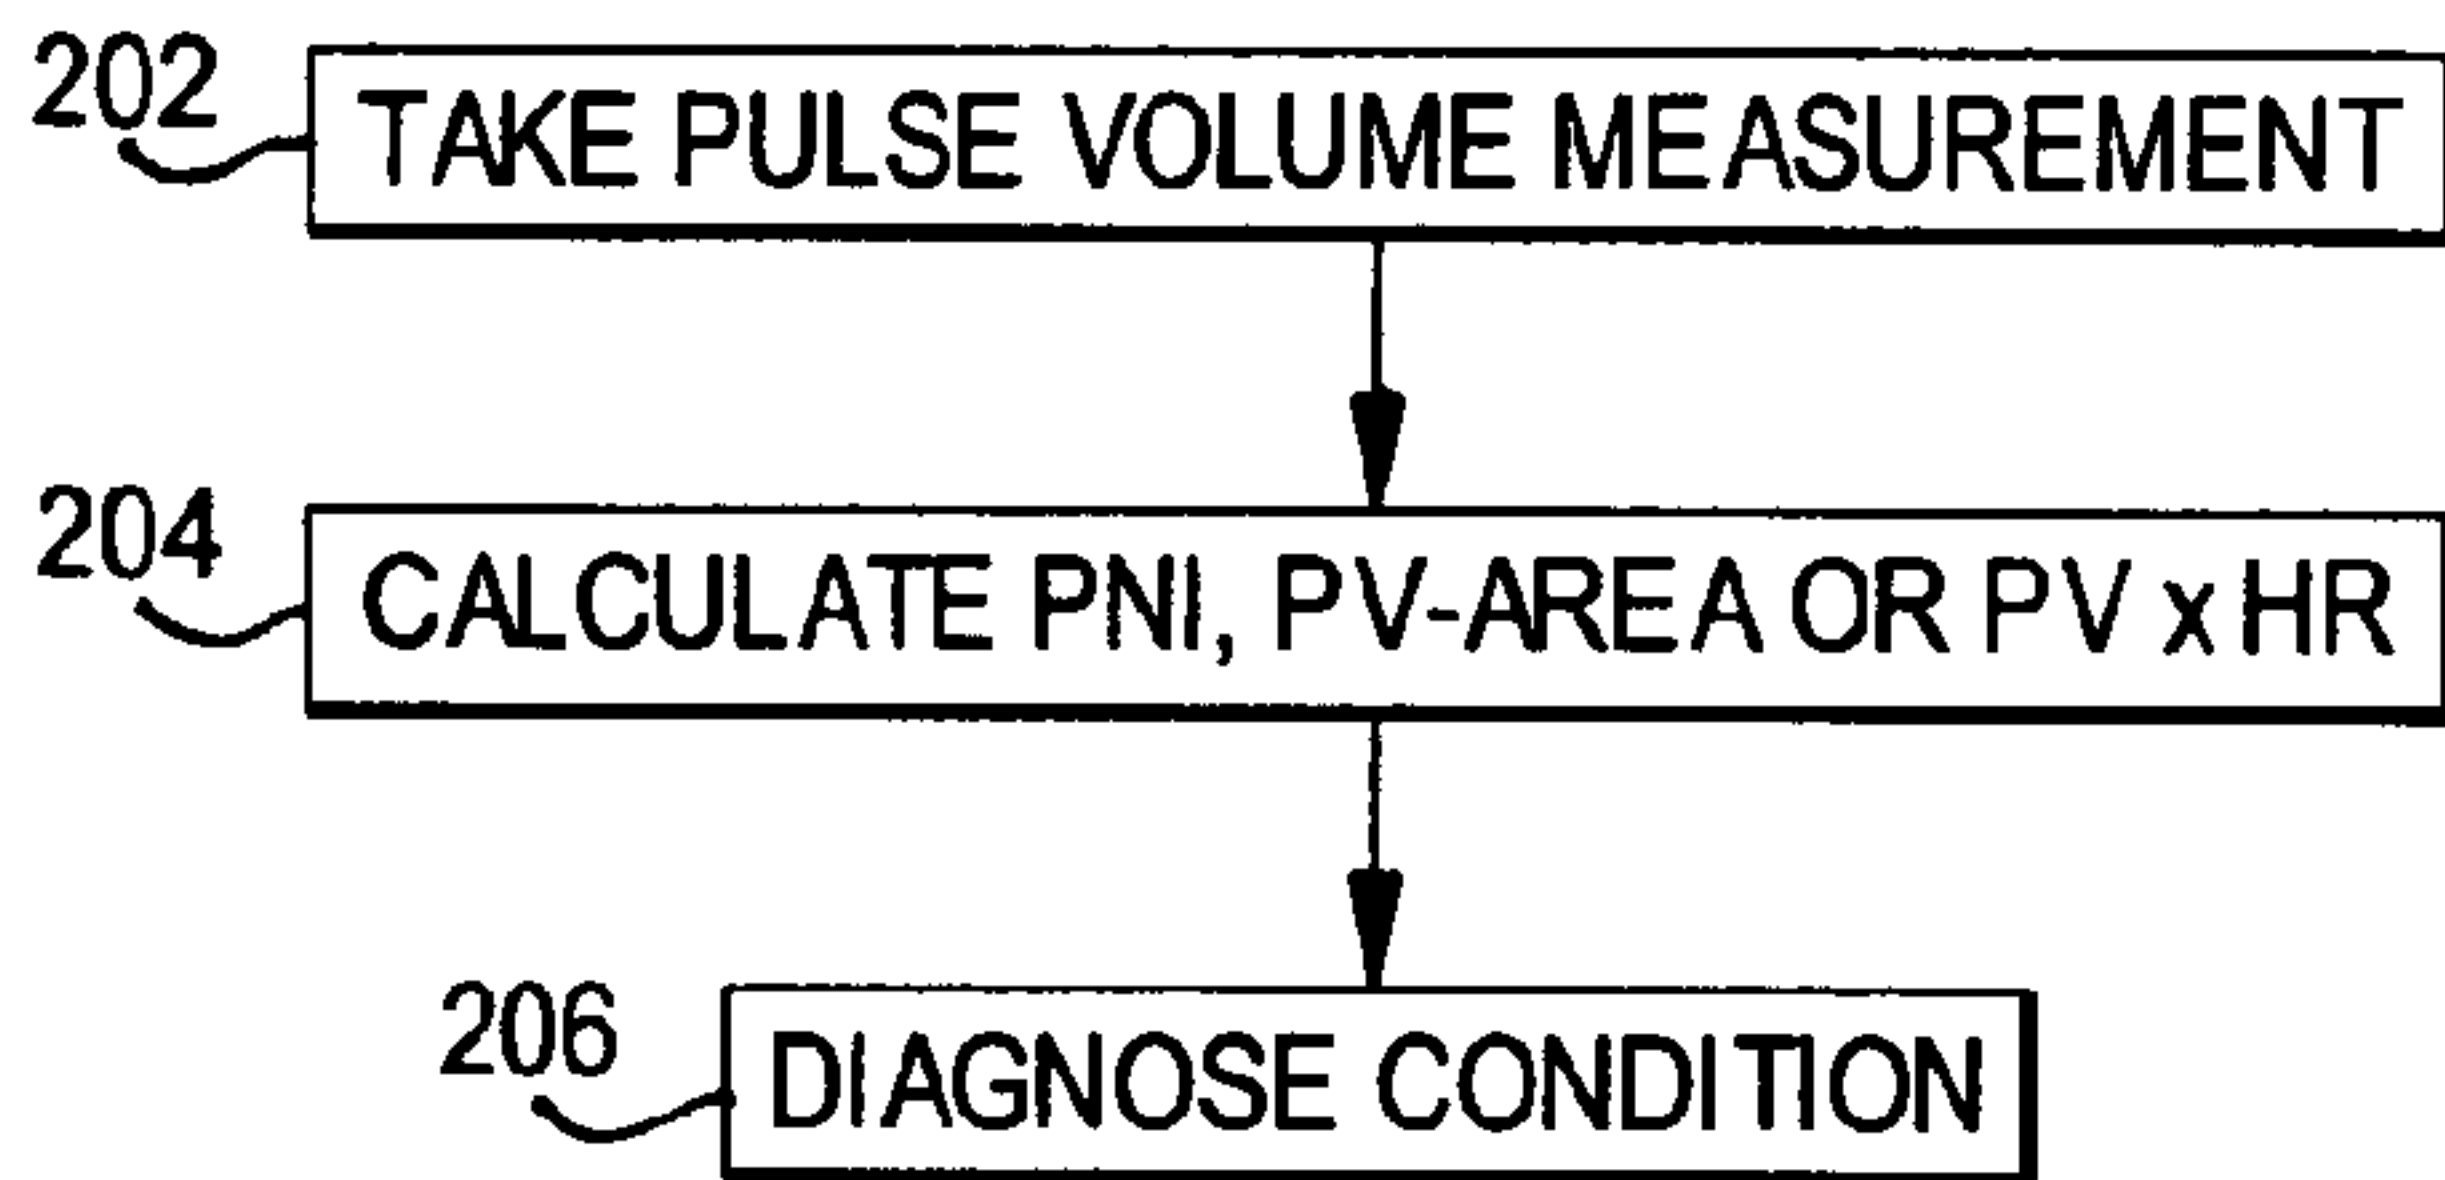 202
TAKE PULSE VOLUME MEASUREMENT
204
CALCULATE PNI, PV-AREA OR PV x HR
206
DIAGNOSE CONDITION